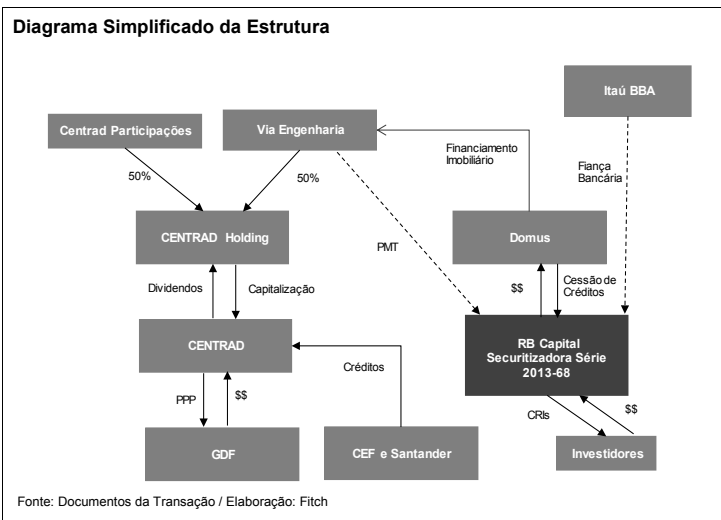 Diagrama Simplificado da Estrutura
Itaú BBA
Centrad Participações
Via Engenharia
Financiamento
Imobiliário
Fiança
Bancária
50%
50%
CENTRAD Holding
PMT
Domus
Dividendos
Capitalização
$$
Cessão de
Créditos
CENTRAD
RB Capital
Securitizadora Série
2013-68
Créditos
PPP
$$
CRIs
$$
GDF
CEF e Santander
Investidores
Fonte: Documentos da Transação / Elaboração: Fitch